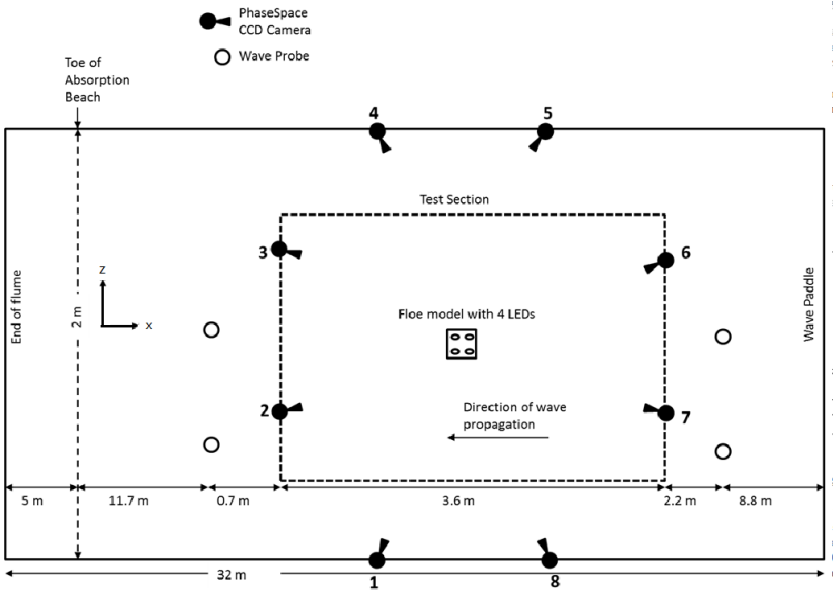 PhaseSpace
CCD Camera
Wave Probe
Toe of
Absorption
Beach
4
5
Test Section
3
6
End of flume
Z
x
2 m
Floe model with 4 LEDs
Wave Paddle
2
7
Direction of wave
propagation
5 m
11.7 m
0.7 m
3.6 m
2.2 m
8.8 m
32 m
1
8